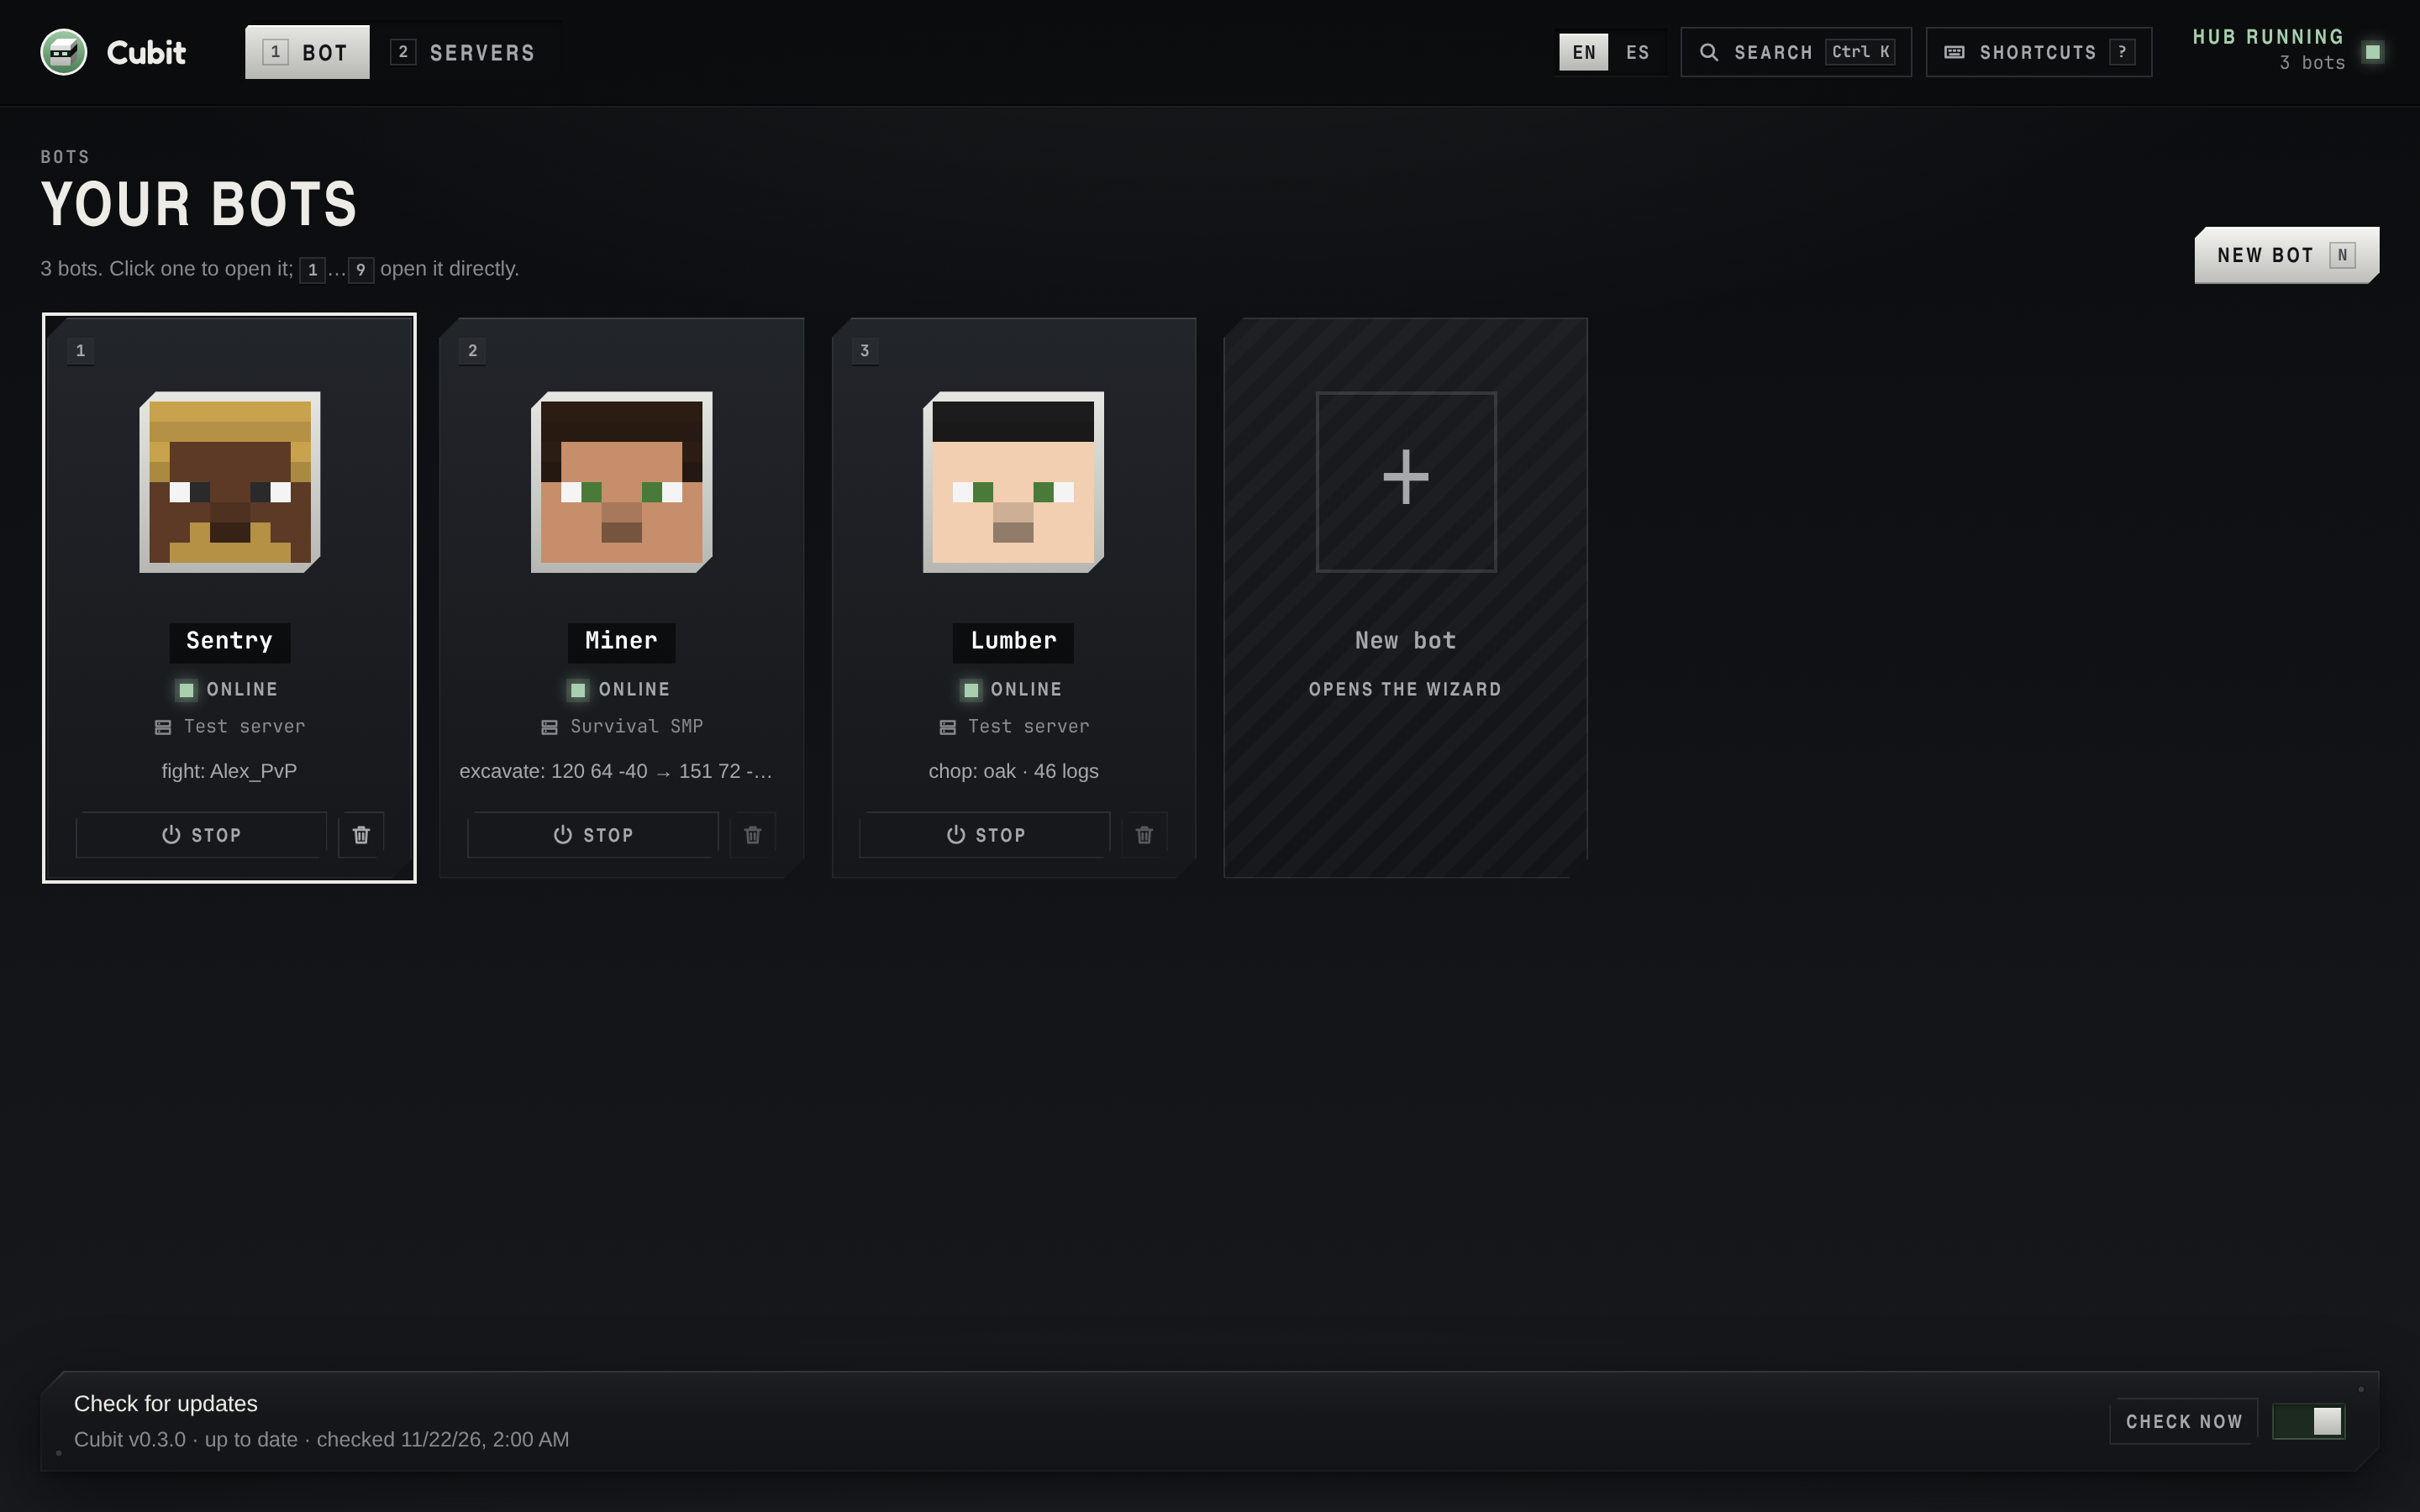 Cubit
1 BOT
2 SERVERS
EN ES
SEARCH Ctrl K
SHORTCUTS ?
HUB RUNNING
3 bots
BOTS
YOUR BOTS
3 bots. Click one to open it; 1…9 open it directly.
NEW BOT N
1
Sentry
ONLINE
Test server
fight: Alex_PvP
STOP
2
Miner
ONLINE
Survival SMP
excavate: 120 64 -40 → 151 72 -…
STOP
3
Lumber
ONLINE
Test server
chop: oak · 46 logs
STOP
New bot
OPENS THE WIZARD
Check for updates
Cubit v0.3.0 · up to date · checked 11/22/26, 2:00 AM
CHECK NOW